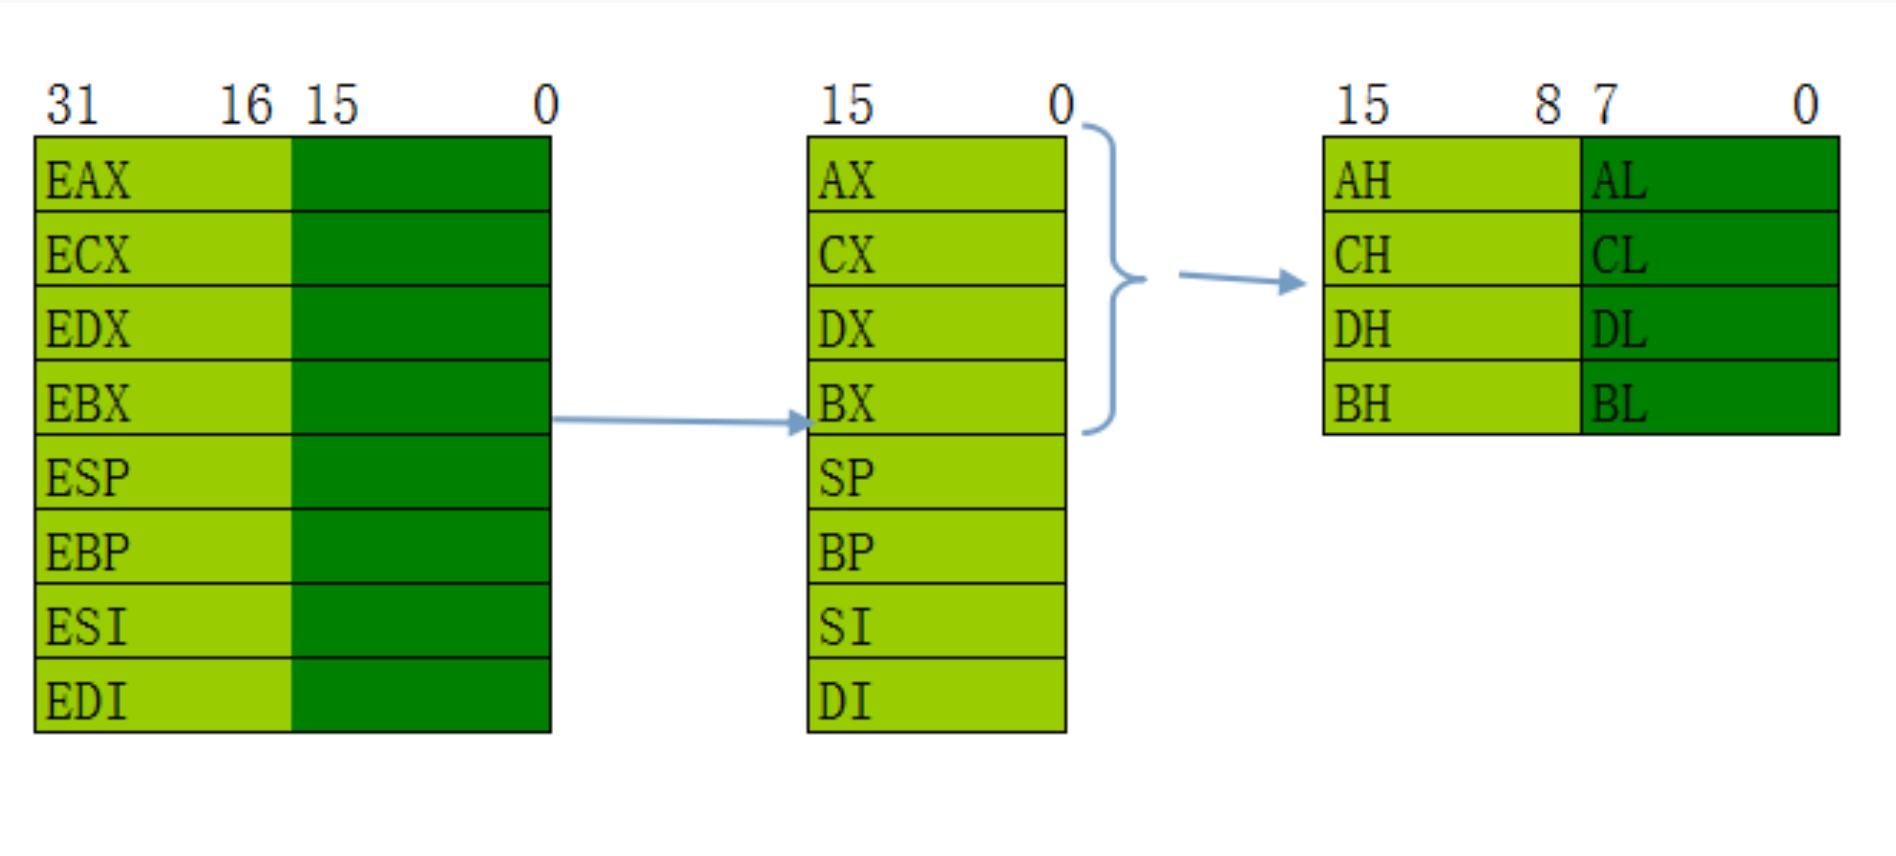 31 16 15 0
EAX
ECX
EDX
EBX
ESP
EBP
ESI
EDI
15 0
AX
CX
DX
BX
SP
BP
SI
DI
15 8 7 0
AH AL
CH CL
DH DL
BH BL